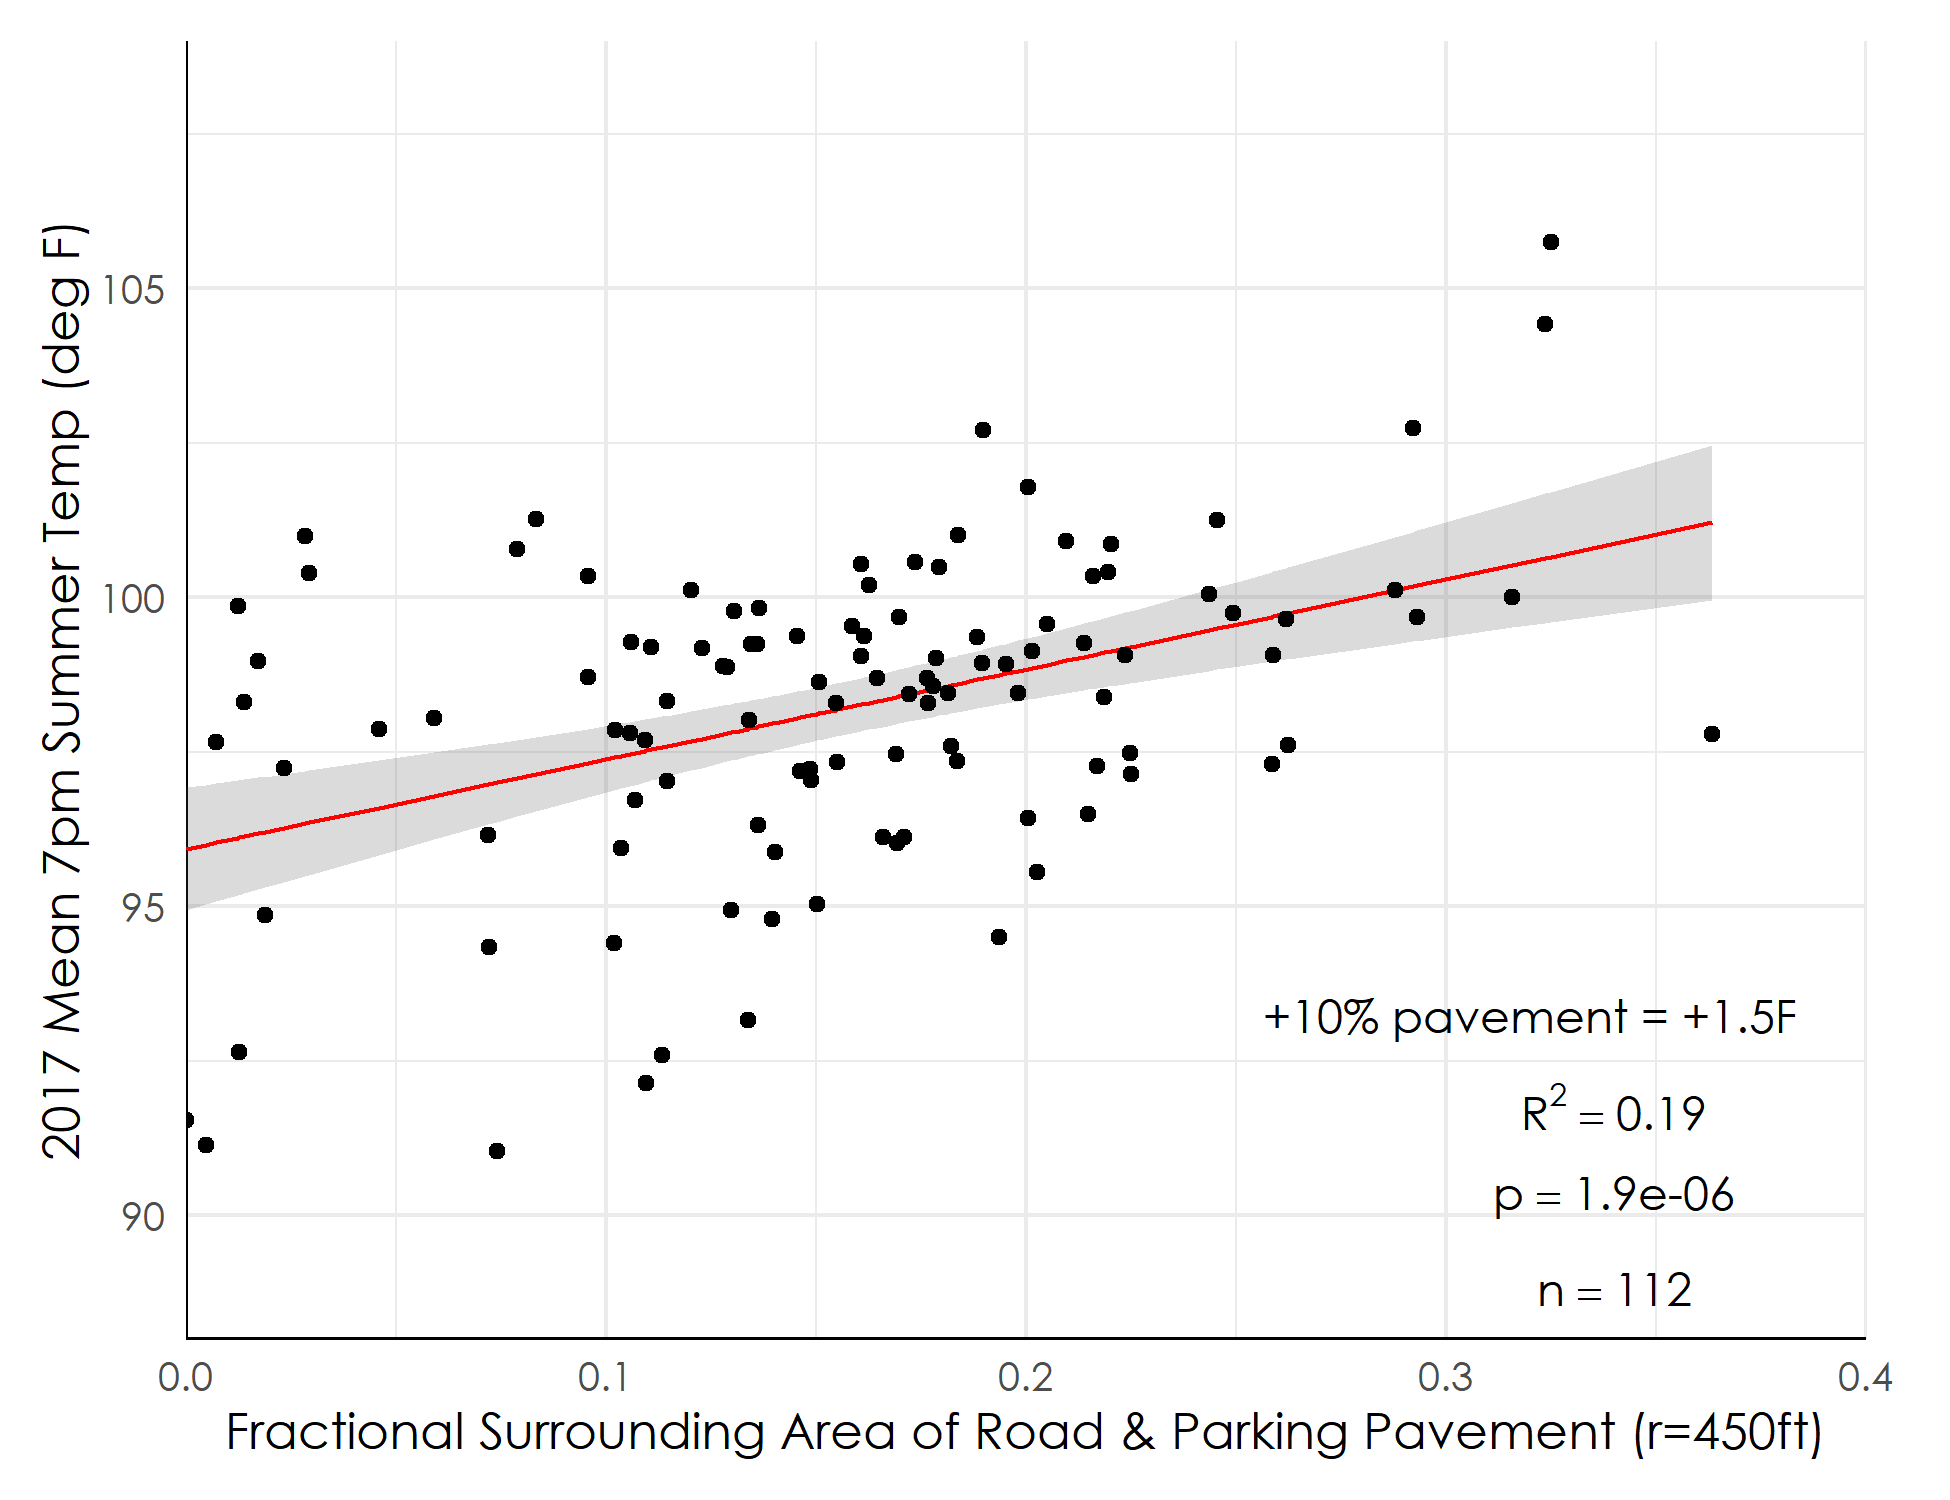 2017 Mean 7pm Summer Temp (deg F)
105
100
95
90
+10% pavement = +1.5F
R² = 0.19
p = 1.9e-06
n = 112
0.0 0.1 0.2 0.3 0.4
Fractional Surrounding Area of Road & Parking Pavement (r=450ft)